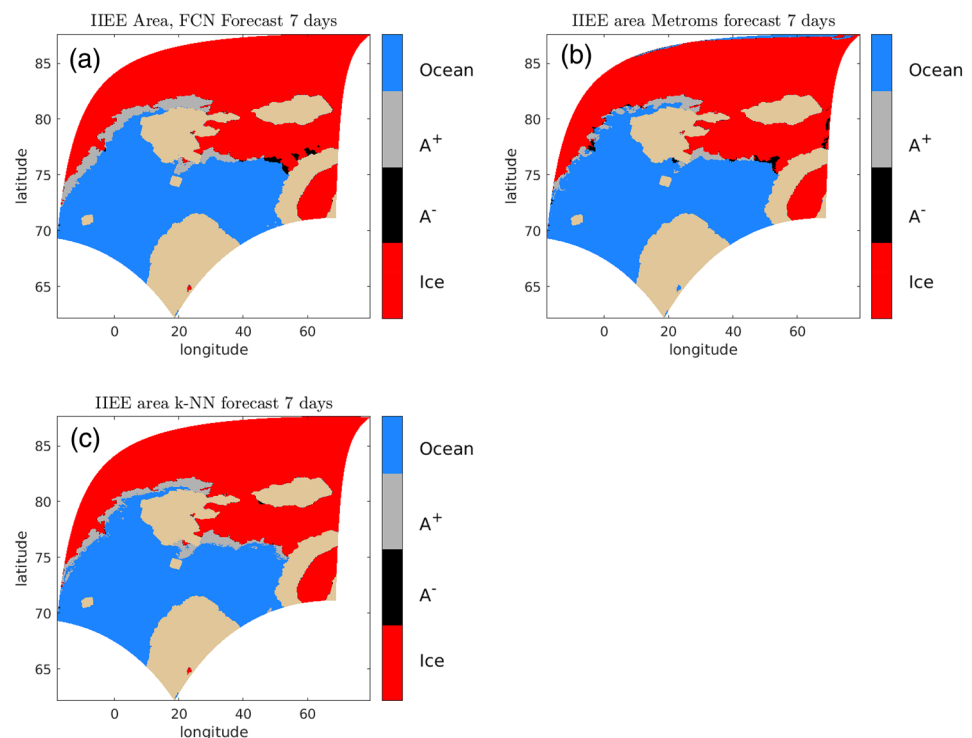 IIEE Area, FCN Forecast 7 days
(a)
85
80
75
70
65
latitude
0 20 40 60
longitude
Ocean
A+
A-
Ice
IIEE area Metroms forecast 7 days
(b)
85
80
75
70
65
latitude
0 20 40 60
longitude
Ocean
A+
A-
Ice
IIEE area k-NN forecast 7 days
(c)
85
80
75
70
65
latitude
0 20 40 60
longitude
Ocean
A+
A-
Ice